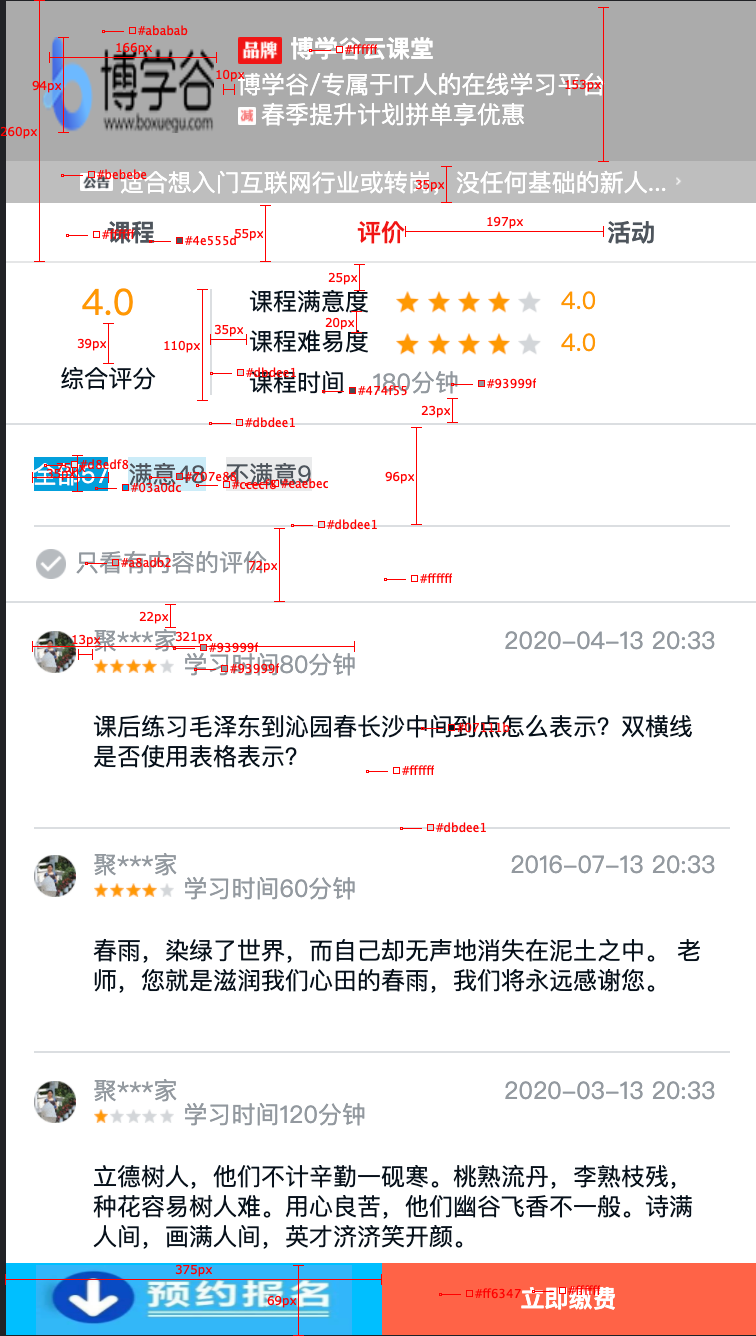 #ababab
166px
品牌 博学谷云课堂
#ffffff
博学谷
www.boxuegu.com
94px
10px
博学谷/专属于IT人的在线学习平台
153px
减 春季提升计划拼单享优惠
260px
#bebebe
公告 适合想入门互联网行业或转岗，没任何基础的新人... ›
35px
课程
#4e555d
55px
评价
197px
活动
25px
4.0
课程满意度
4.0
20px
39px
110px
35px
课程难易度
4.0
综合评分
#dbdee1
课程时间
#474f55
180分钟
#93999f
23px
#dbdee1
全部57
#d8edf8
满意48
不满意9
#03a0dc
#eaebec
96px
#dbdee1
只看有内容的评价
#a8adb2
72px
#ffffff
22px
聚***家
13px
321px
#93999f
2020-04-13 20:33
学习时间80分钟
#93999f
课后练习毛泽东到沁园春长沙中间到点怎么表示？双横线
是否使用表格表示？
#ffffff
#dbdee1
聚***家
2016-07-13 20:33
学习时间60分钟
春雨，染绿了世界，而自己却无声地消失在泥土之中。 老
师，您就是滋润我们心田的春雨，我们将永远感谢您。
聚***家
2020-03-13 20:33
学习时间120分钟
立德树人，他们不计辛勤一砚寒。桃熟流丹，李熟枝残，
种花容易树人难。用心良苦，他们幽谷飞香不一般。诗满
人间，画满人间，英才济济笑开颜。
375px
预约报名
69px
#ff6347
立即缴费
#ffffff